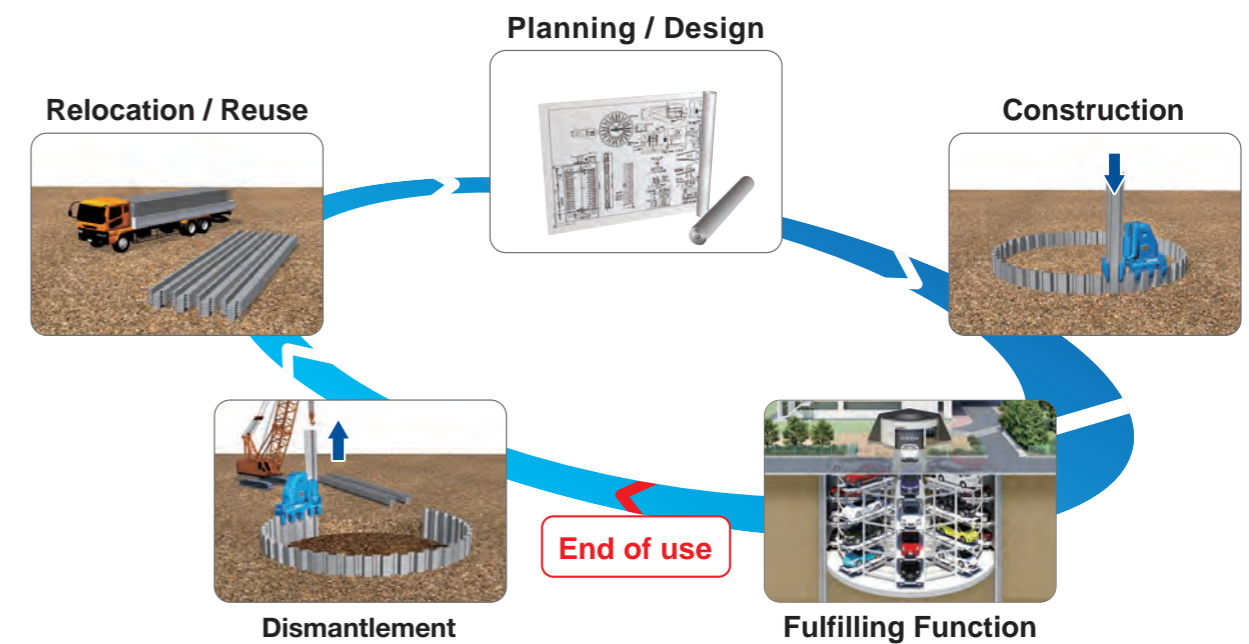 Planning / Design
Relocation / Reuse
Construction
End of use
Dismantlement
Fulfilling Function